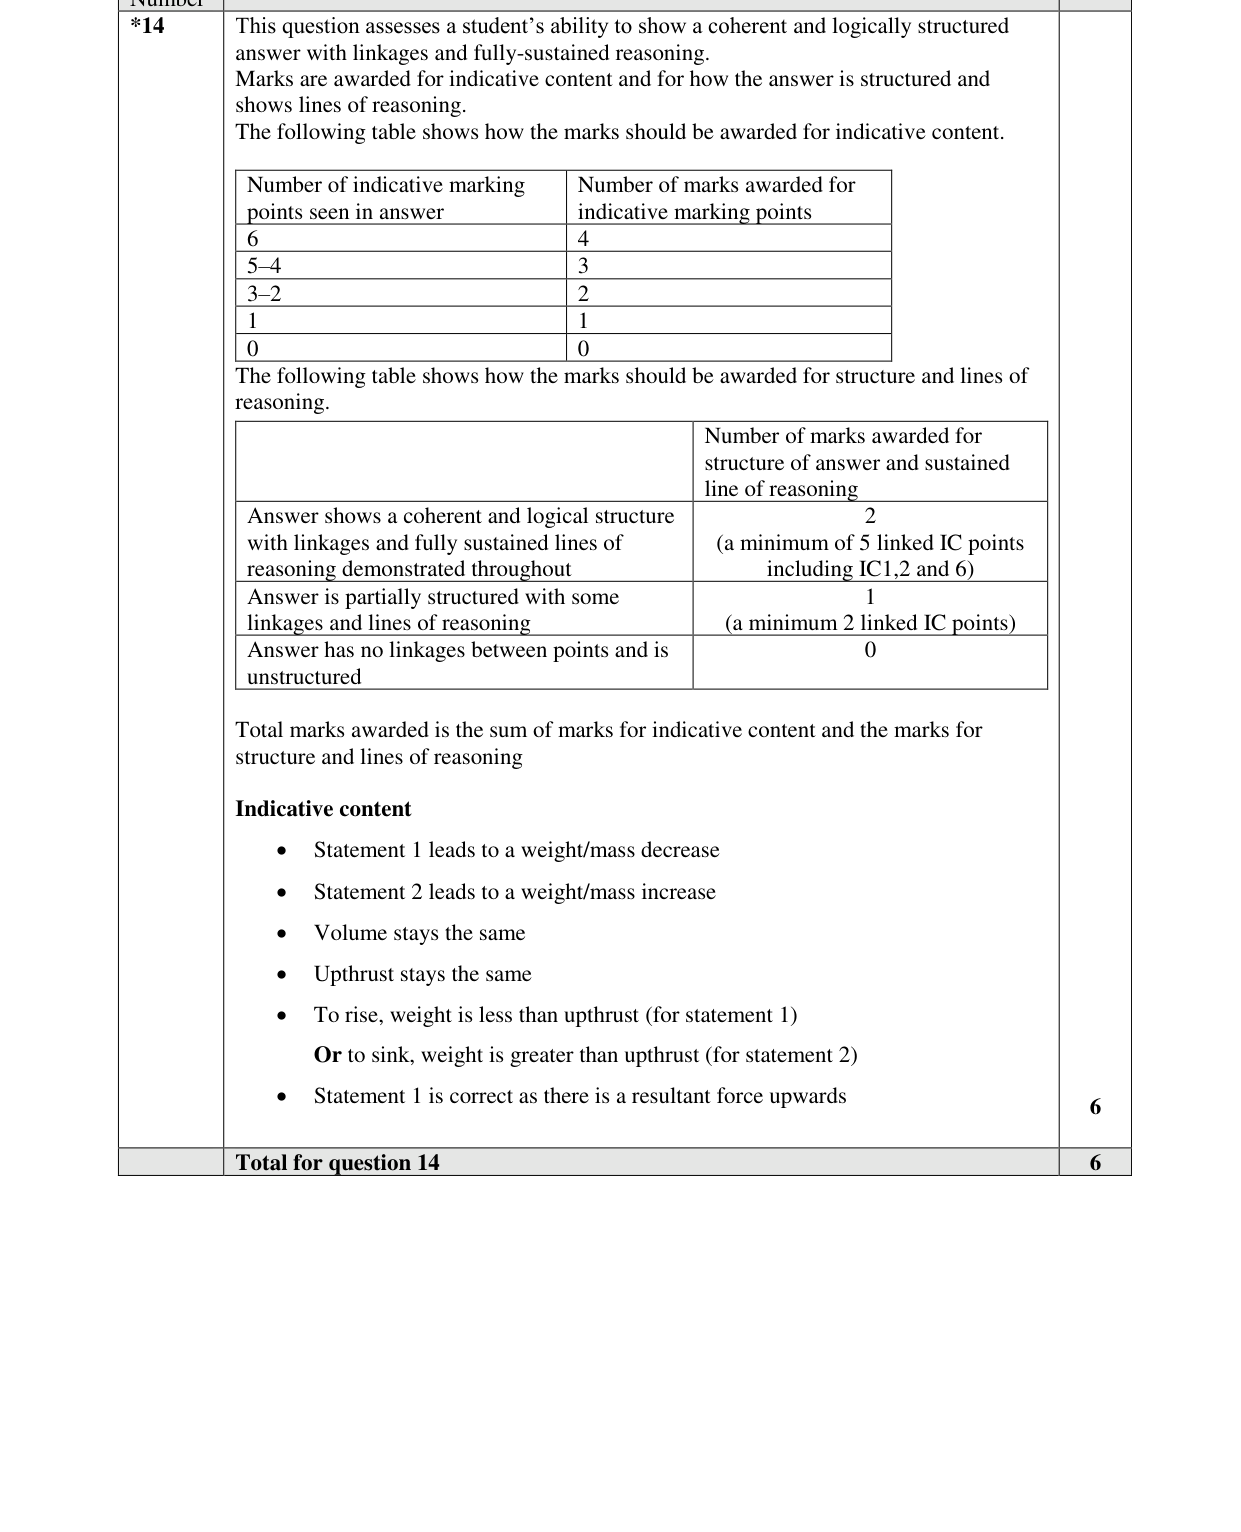 Number
*14
This question assesses a student’s ability to show a coherent and logically structured
answer with linkages and fully-sustained reasoning.
Marks are awarded for indicative content and for how the answer is structured and
shows lines of reasoning.
The following table shows how the marks should be awarded for indicative content.
Number of indicative marking
points seen in answer
Number of marks awarded for
indicative marking points
6
4
5–4
3
3–2
2
1
1
0
0
The following table shows how the marks should be awarded for structure and lines of
reasoning.
Number of marks awarded for
structure of answer and sustained
line of reasoning
Answer shows a coherent and logical structure
with linkages and fully sustained lines of
reasoning demonstrated throughout
2
(a minimum of 5 linked IC points
including IC1,2 and 6)
Answer is partially structured with some
linkages and lines of reasoning
1
(a minimum 2 linked IC points)
Answer has no linkages between points and is
unstructured
0
Total marks awarded is the sum of marks for indicative content and the marks for
structure and lines of reasoning
Indicative content
• Statement 1 leads to a weight/mass decrease
• Statement 2 leads to a weight/mass increase
• Volume stays the same
• Upthrust stays the same
• To rise, weight is less than upthrust (for statement 1)
Or to sink, weight is greater than upthrust (for statement 2)
• Statement 1 is correct as there is a resultant force upwards
6
Total for question 14
6